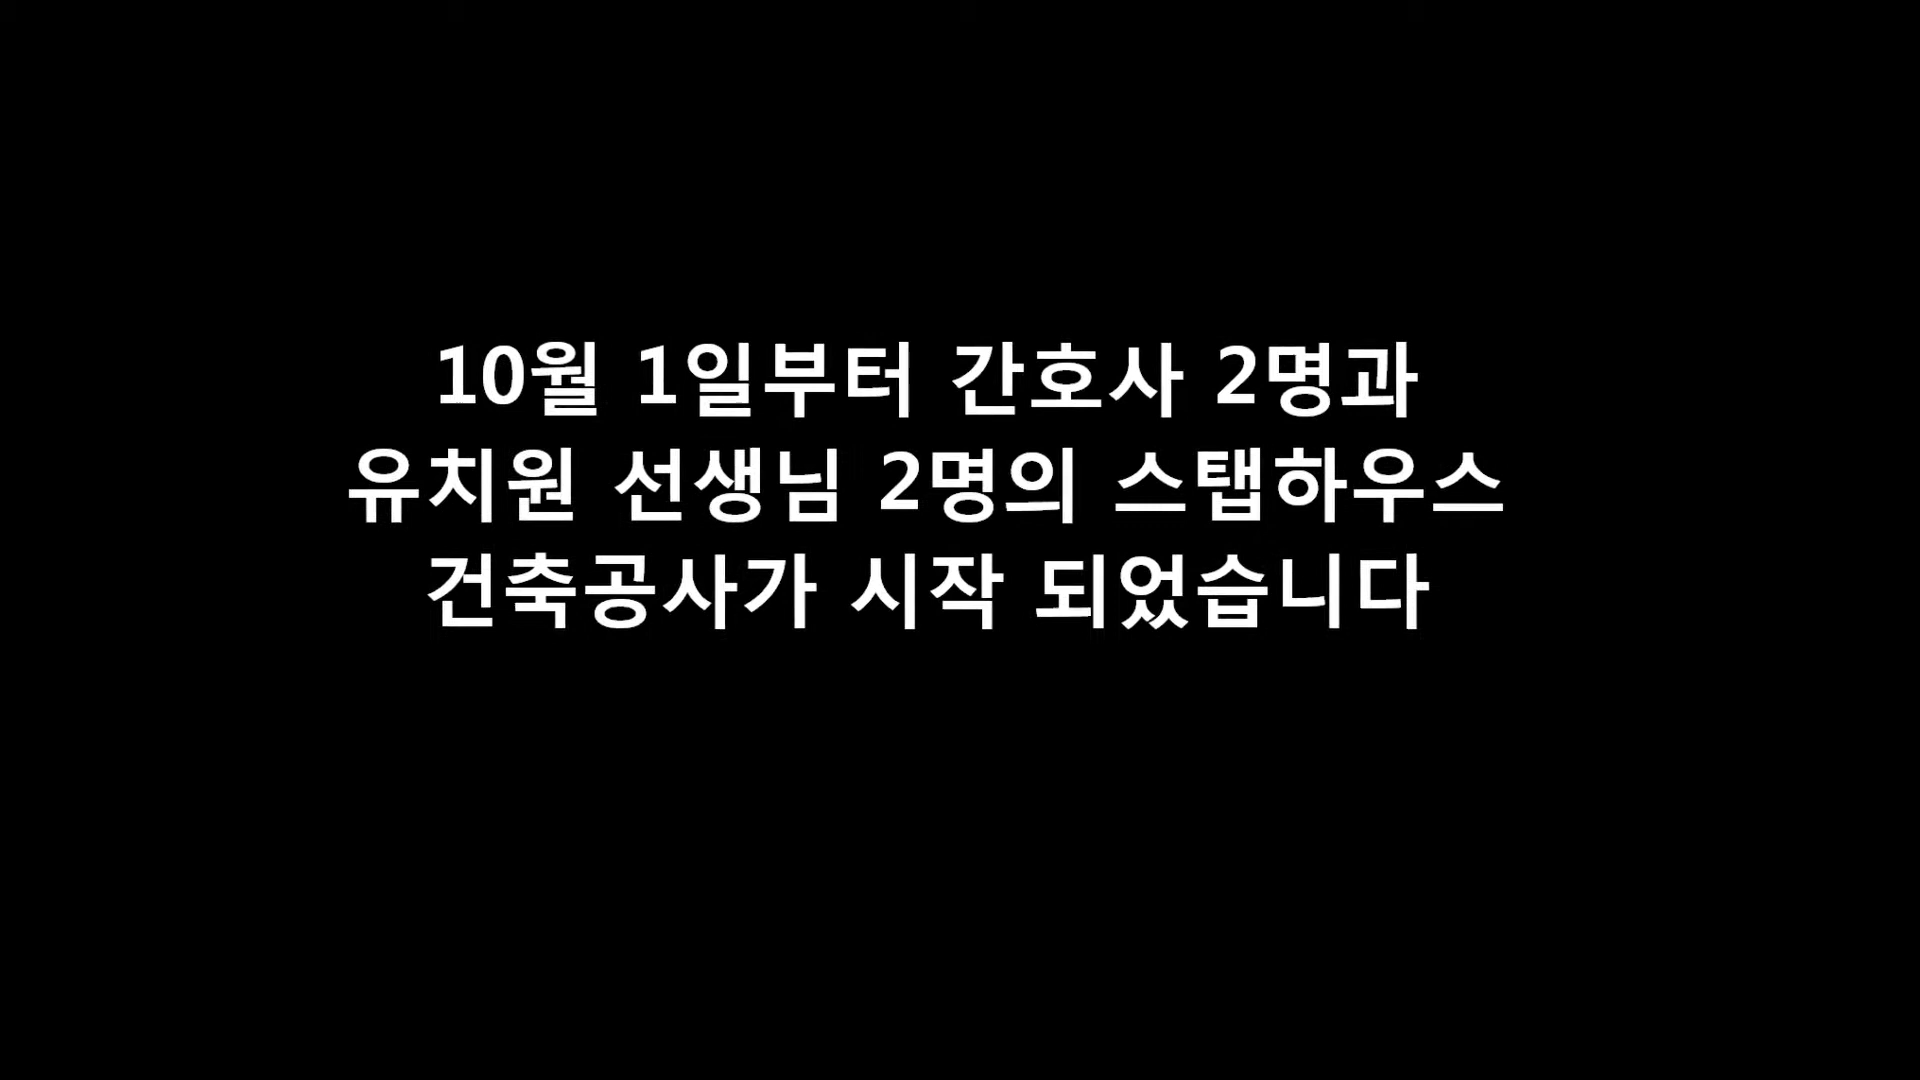 10월 1일부터 간호사 2명과
유치원 선생님 2명의 스탭하우스
건축공사가 시작 되었습니다